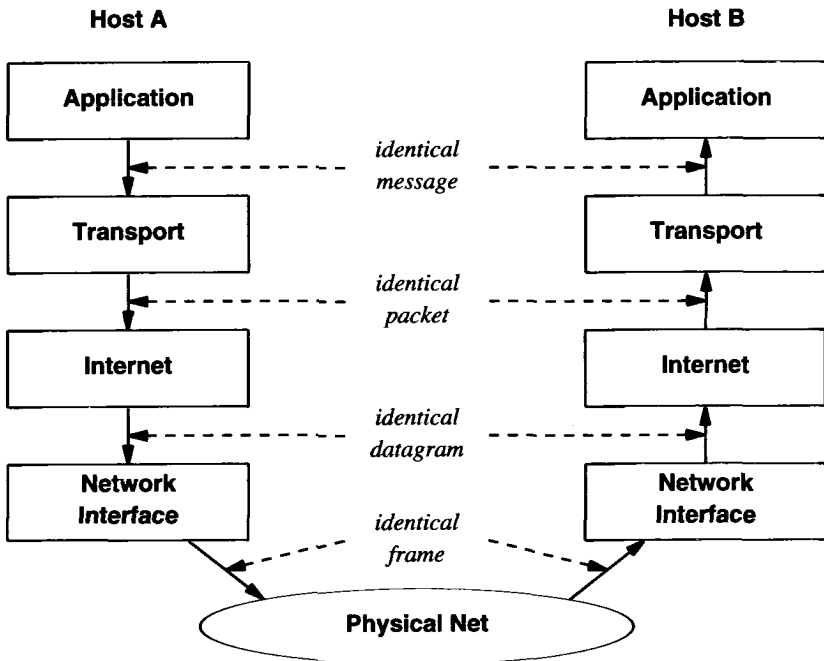 Host A
Host B
Application
Application
identical
message
Transport
Transport
identical
packet
Internet
Internet
identical
datagram
Network
Interface
Network
Interface
identical
frame
Physical Net